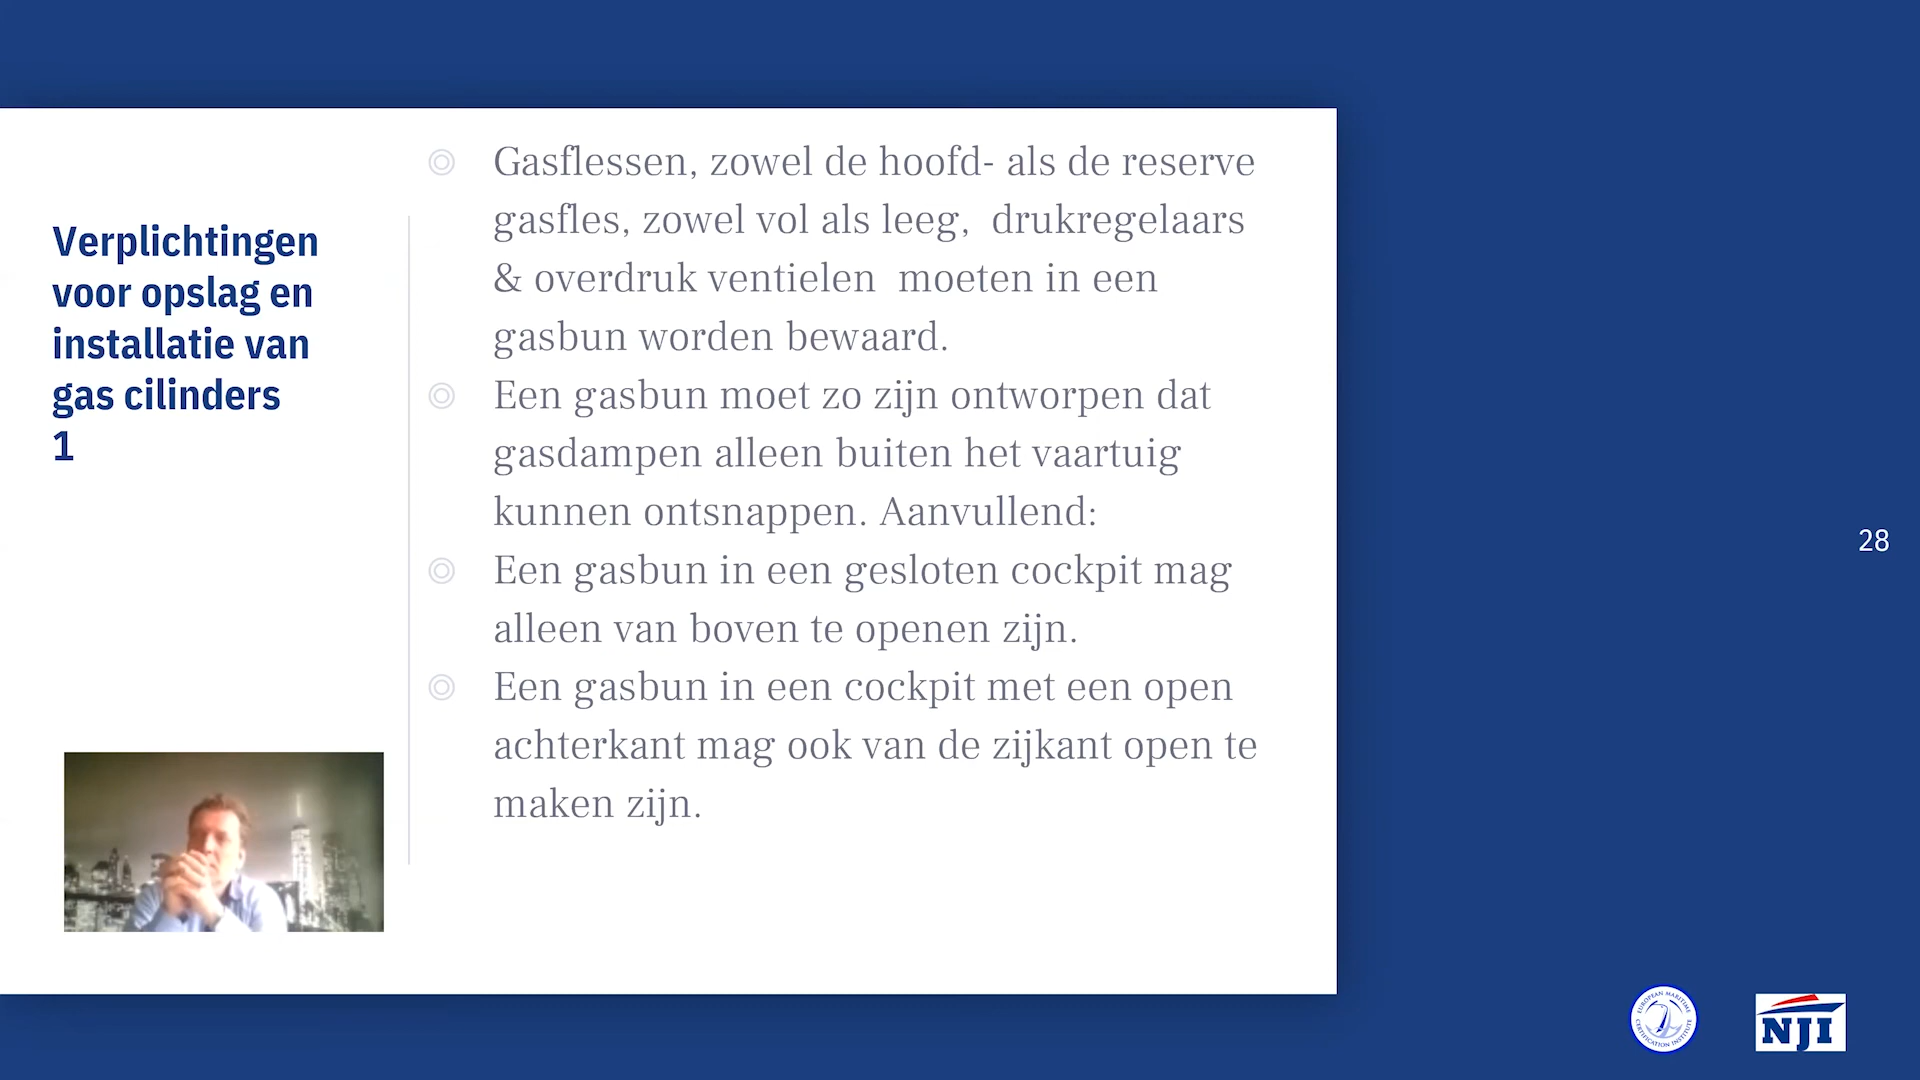 Verplichtingen
voor opslag en
installatie van
gas cilinders
1
Gasflessen, zowel de hoofd- als de reserve
gasfles, zowel vol als leeg, drukregelaars
& overdruk ventielen moeten in een
gasbun worden bewaard.
Een gasbun moet zo zijn ontworpen dat
gasdampen alleen buiten het vaartuig
kunnen ontsnappen. Aanvullend:
Een gasbun in een gesloten cockpit mag
alleen van boven te openen zijn.
Een gasbun in een cockpit met een open
achterkant mag ook van de zijkant open te
maken zijn.
28
EUROPEAN MARITIME
CERTIFICATION INSTITUTE
NJI